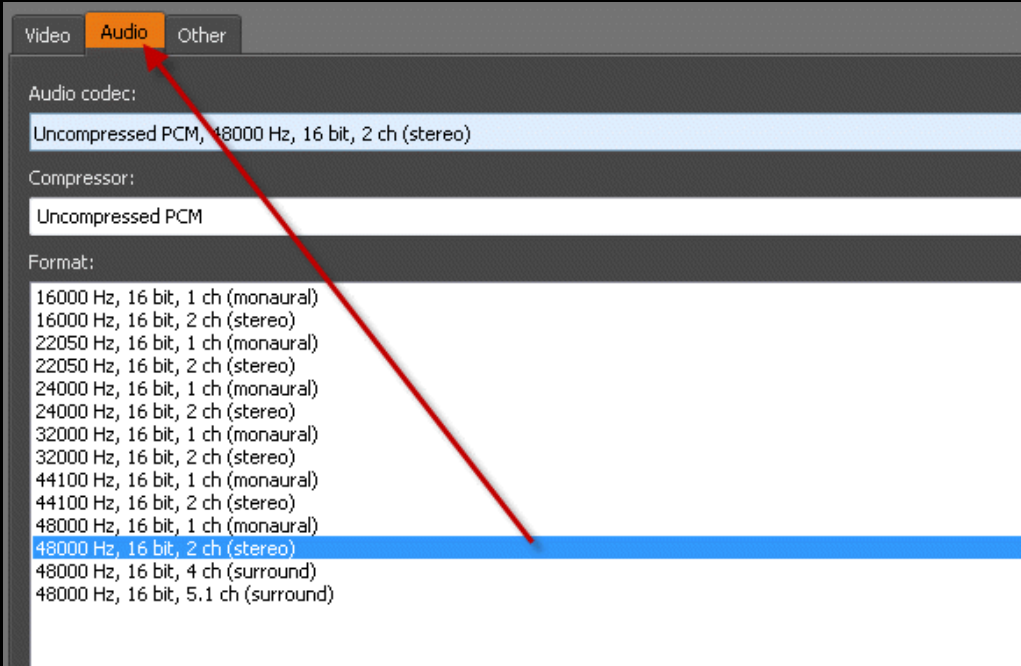 Video Audio Other
Audio codec:
Uncompressed PCM, 48000 Hz, 16 bit, 2 ch (stereo)
Compressor:
Uncompressed PCM
Format:
16000 Hz, 16 bit, 1 ch (monaural)
16000 Hz, 16 bit, 2 ch (stereo)
22050 Hz, 16 bit, 1 ch (monaural)
22050 Hz, 16 bit, 2 ch (stereo)
24000 Hz, 16 bit, 1 ch (monaural)
24000 Hz, 16 bit, 2 ch (stereo)
32000 Hz, 16 bit, 1 ch (monaural)
32000 Hz, 16 bit, 2 ch (stereo)
44100 Hz, 16 bit, 1 ch (monaural)
44100 Hz, 16 bit, 2 ch (stereo)
48000 Hz, 16 bit, 1 ch (monaural)
48000 Hz, 16 bit, 2 ch (stereo)
48000 Hz, 16 bit, 4 ch (surround)
48000 Hz, 16 bit, 5.1 ch (surround)